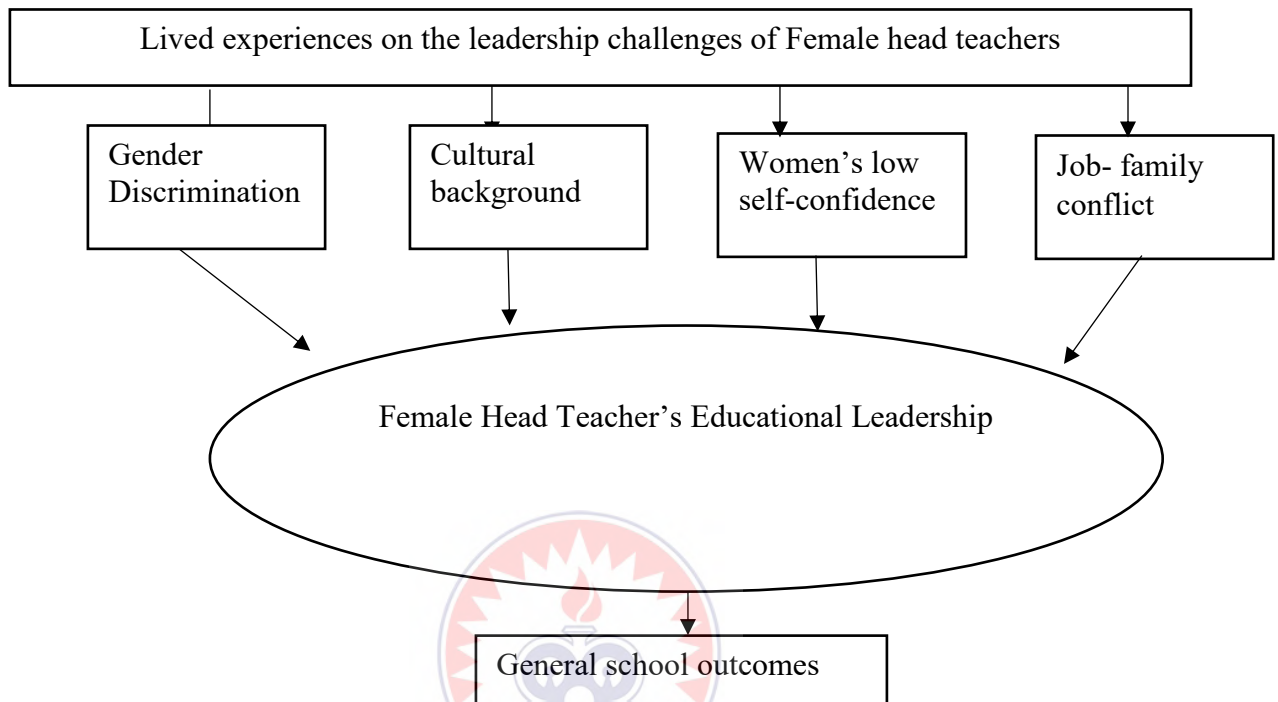 Lived experiences on the leadership challenges of Female head teachers
Gender
Discrimination
Cultural
background
Women’s low
self-confidence
Job- family
conflict
Female Head Teacher’s Educational Leadership
General school outcomes